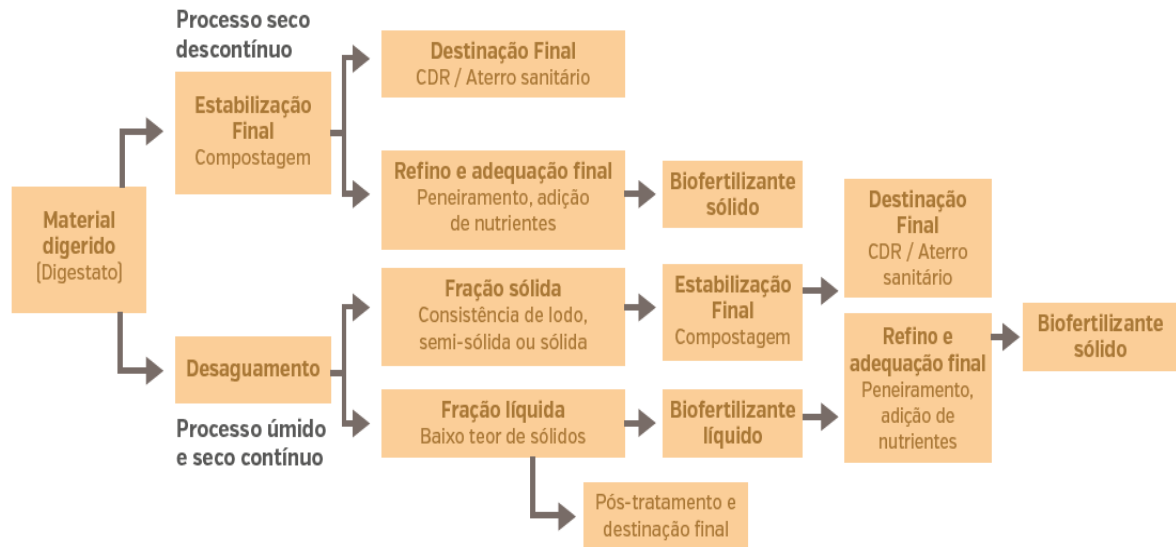 Processo seco
descontínuo
Destinação Final
CDR / Aterro sanitário
Estabilização
Final
Compostagem
Refino e adequação final
Peneiramento, adição
de nutrientes
Biofertilizante
sólido
Material
digerido
(Digestato)
Destinação
Final
CDR / Aterro
sanitário
Fração sólida
Consistência de lodo,
semi-sólida ou sólida
Estabilização
Final
Compostagem
Desaguamento
Refino e
adequação final
Peneiramento,
adição de
nutrientes
Biofertilizante
sólido
Processo úmido
e seco contínuo
Fração líquida
Baixo teor de sólidos
Biofertilizante
líquido
Pós-tratamento e
destinação final